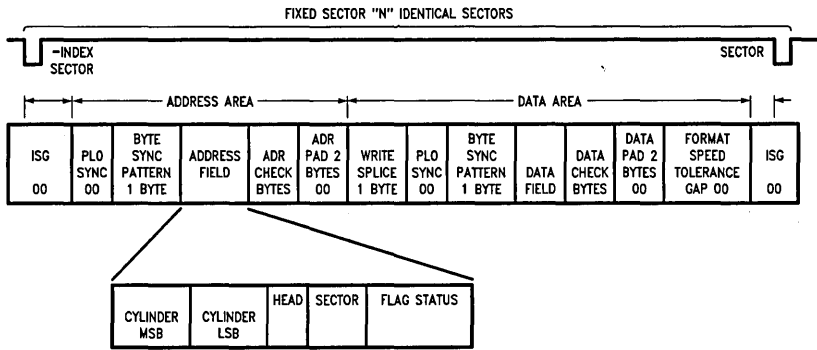 FIXED SECTOR "N" IDENTICAL SECTORS
-INDEX
SECTOR
SECTOR
ADDRESS AREA
DATA AREA
ISG
00
PLO
SYNC
00
BYTE
SYNC
PATTERN
1 BYTE
ADDRESS
FIELD
ADR
CHECK
BYTES
ADR
PAD 2
BYTES
00
WRITE
SPLICE
1 BYTE
PLO
SYNC
00
BYTE
SYNC
PATTERN
1 BYTE
DATA
FIELD
DATA
CHECK
BYTES
DATA
PAD 2
BYTES
00
FORMAT
SPEED
TOLERANCE
GAP 00
ISG
00
CYLINDER
MSB
CYLINDER
LSB
HEAD
SECTOR
FLAG STATUS